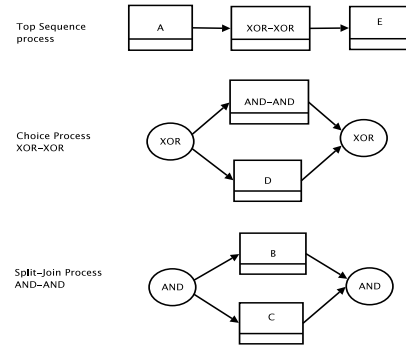 Top Sequence
process
A
XOR–XOR
E
Choice Process
XOR–XOR
XOR
AND–AND
D
XOR
Split–Join Process
AND–AND
AND
B
C
AND